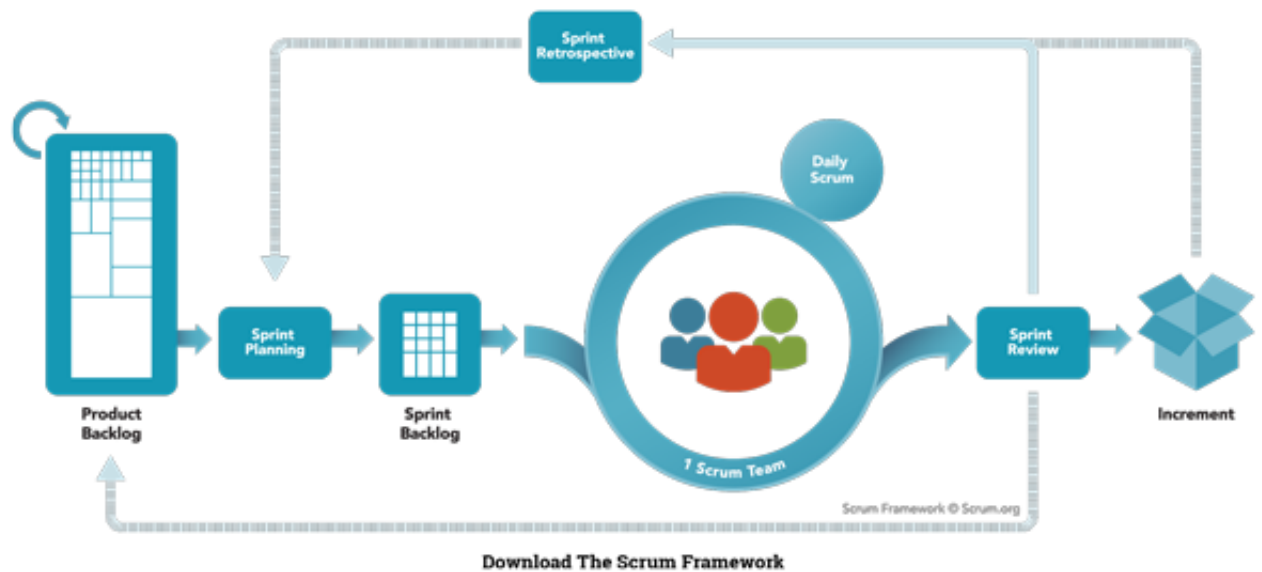 Sprint
Retrospective
Daily
Scrum
Sprint
Planning
Sprint
Review
Product
Backlog
Sprint
Backlog
Increment
1 Scrum Team
Scrum Framework © Scrum.org
Download The Scrum Framework